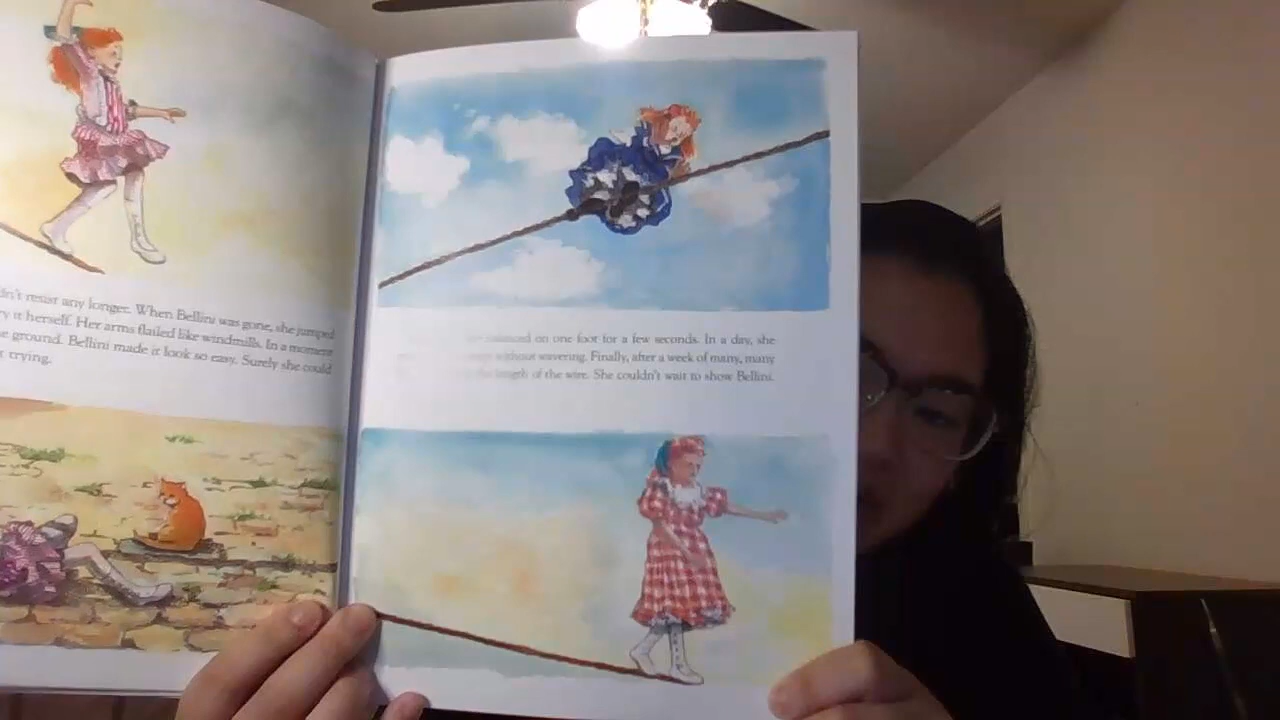 dn't resist any longer. When Bellini was gone, she jumped
ry it herself. Her arms flailed like windmills. In a moment
e ground. Bellini made it look so easy. Surely she could
r trying.
balanced on one foot for a few seconds. In a day, she
without wavering. Finally, after a week of many, many
the length of the wire. She couldn't wait to show Bellini.